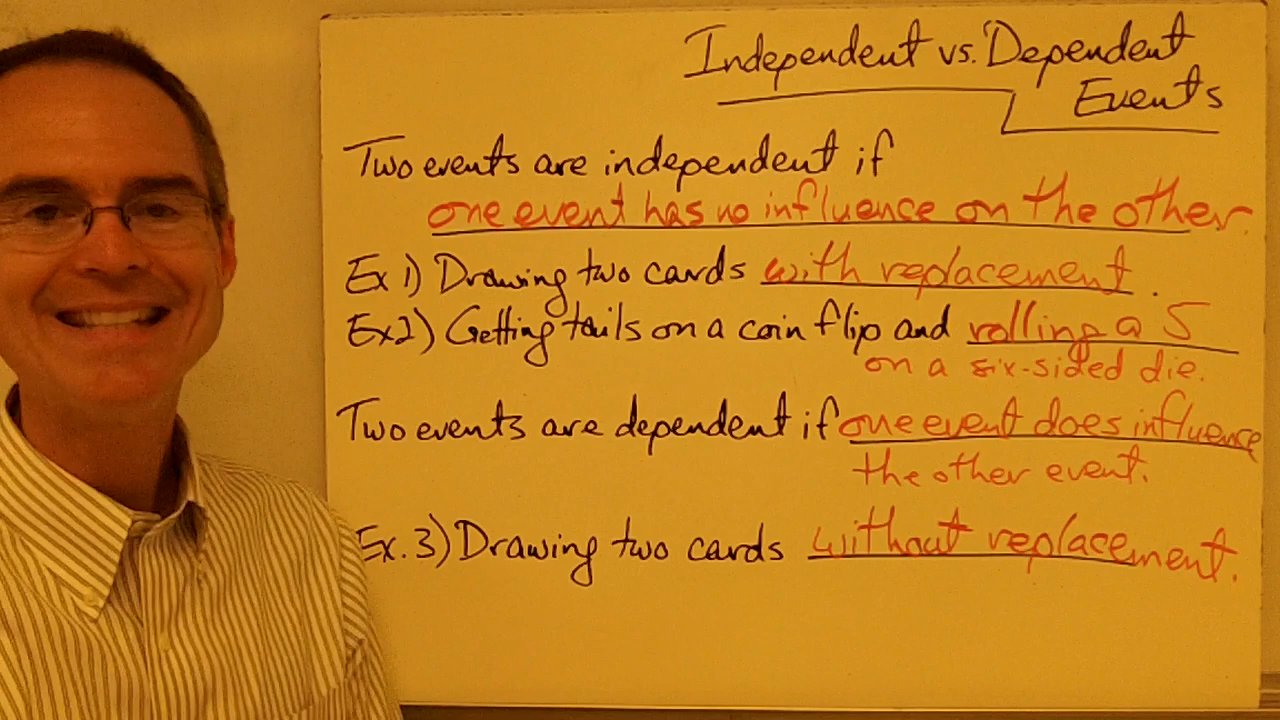 Independent vs. Dependent
Events
Two events are independent if
one event has no influence on the other.
Ex 1) Drawing two cards with replacement.
Ex2) Getting tails on a coin flip and rolling a 5
on a six-sided die.
Two events are dependent if one event does influence
the other event.
Ex. 3) Drawing two cards without replacement.